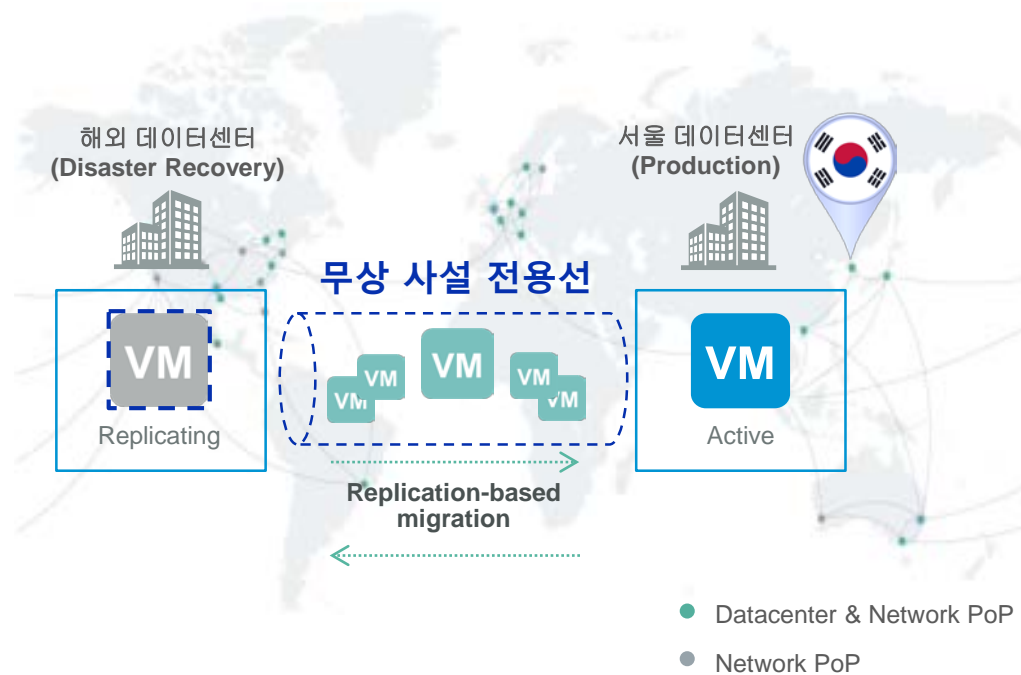 해외 데이터센터
(Disaster Recovery)
서울 데이터센터
(Production)
무상 사설 전용선
VM
VM
VM
VM
VM
VM
VM
Replicating
Active
Replication-based
migration
Datacenter & Network PoP
Network PoP